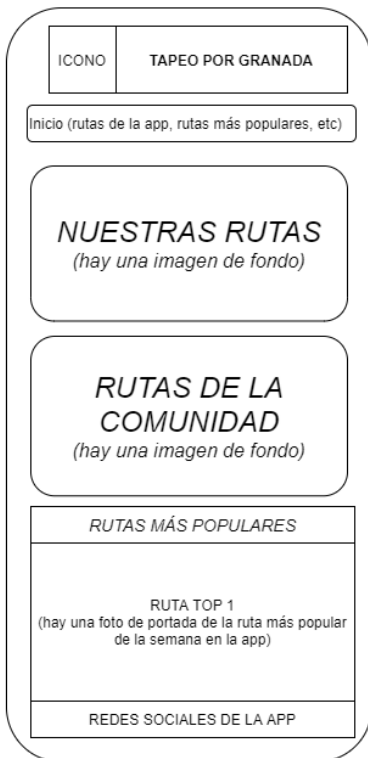 ICONO
TAPEO POR GRANADA
Inicio (rutas de la app, rutas más populares, etc)
NUESTRAS RUTAS
(hay una imagen de fondo)
RUTAS DE LA
COMUNIDAD
(hay una imagen de fondo)
RUTAS MÁS POPULARES
RUTA TOP 1
(hay una foto de portada de la ruta más popular
de la semana en la app)
REDES SOCIALES DE LA APP